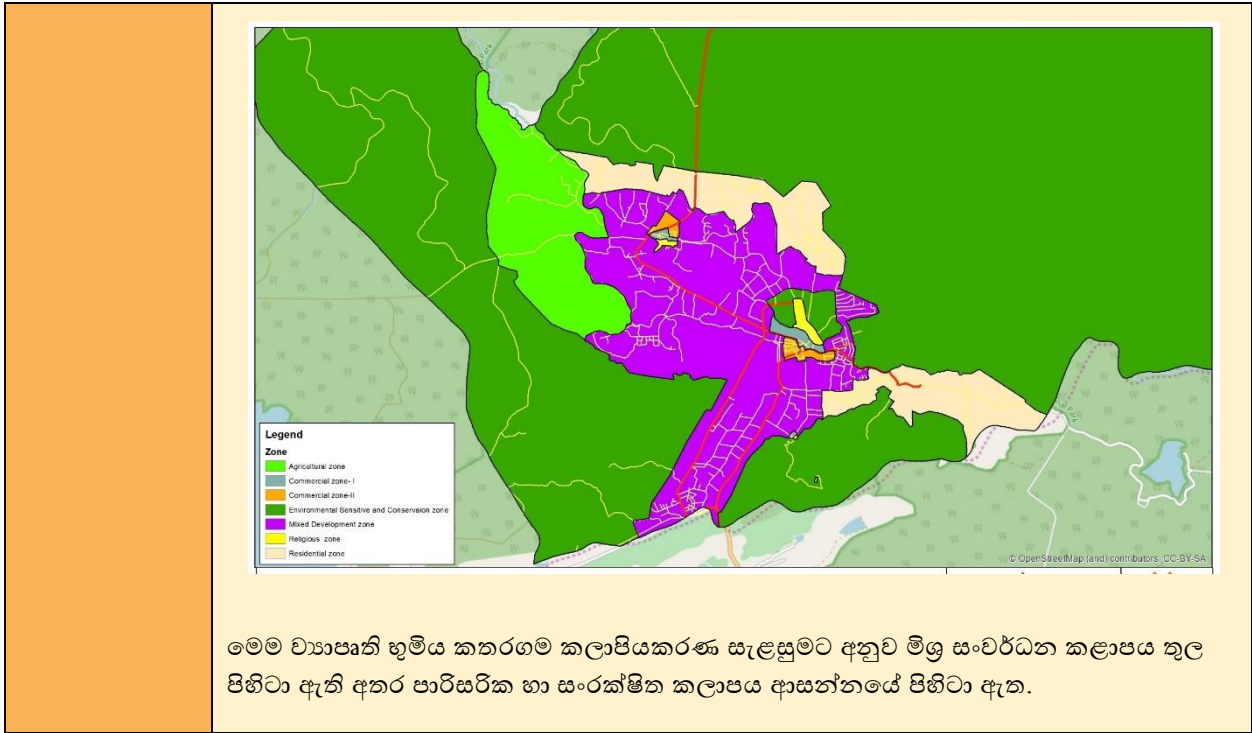 Park
Legend
Zone
Agricultural zone
Commercial zone- I
Commercial zone-II
Environmental Sensitive and Conservaion zone
Mixed Development zone
Religious zone
Residential zone
© OpenStreetMap (and) contributors, CC-BY-SA
මෙම ව්‍යාපෘති භුමිය කතරගම කලාපියකරණ සැළසුමට අනුව මිශ්‍ර සංවර්ධන කළාපය තුල
පිහිටා ඇති අතර පාරිසරික හා සංරක්ෂිත කලාපය ආසන්නයේ පිහිටා ඇත.